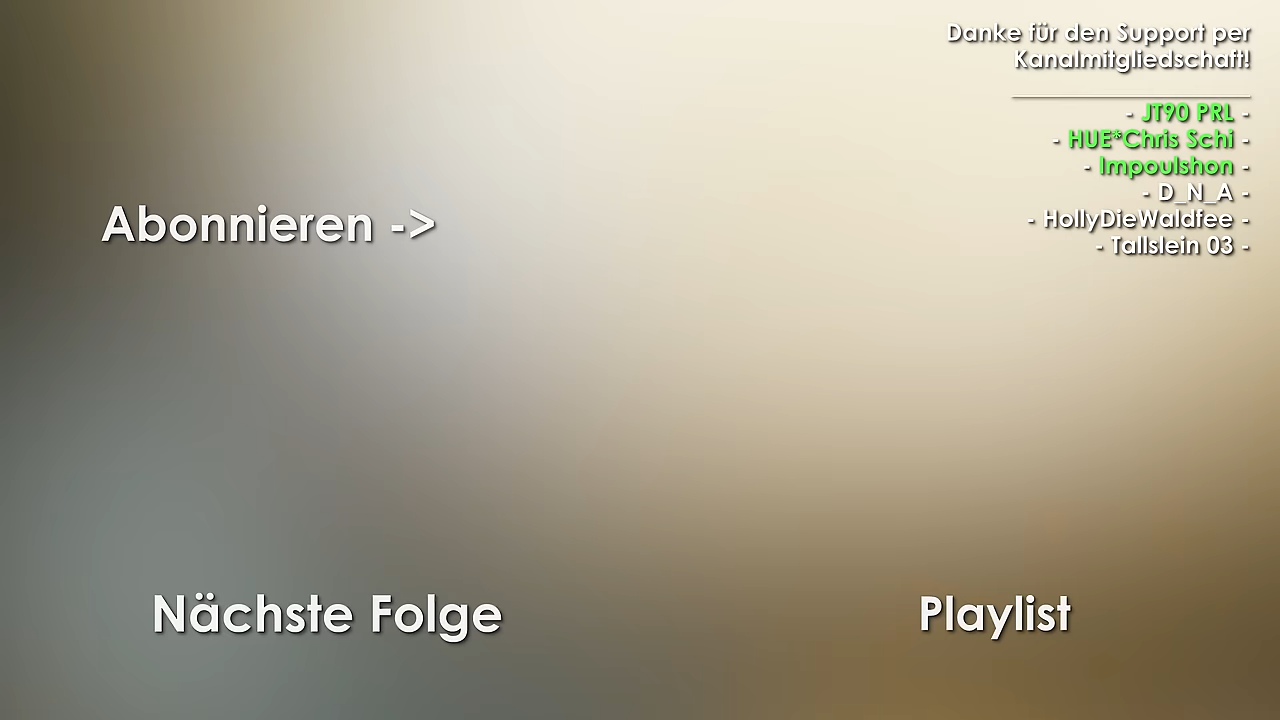 Danke für den Support per
Kanalmitgliedschaft!
- JT90 PRL -
- HUE*Chris Schi -
- Impoulshon -
- D_N_A -
- HollyDieWaldfee -
- Tallslein 03 -
Abonnieren ->
Nächste Folge
Playlist